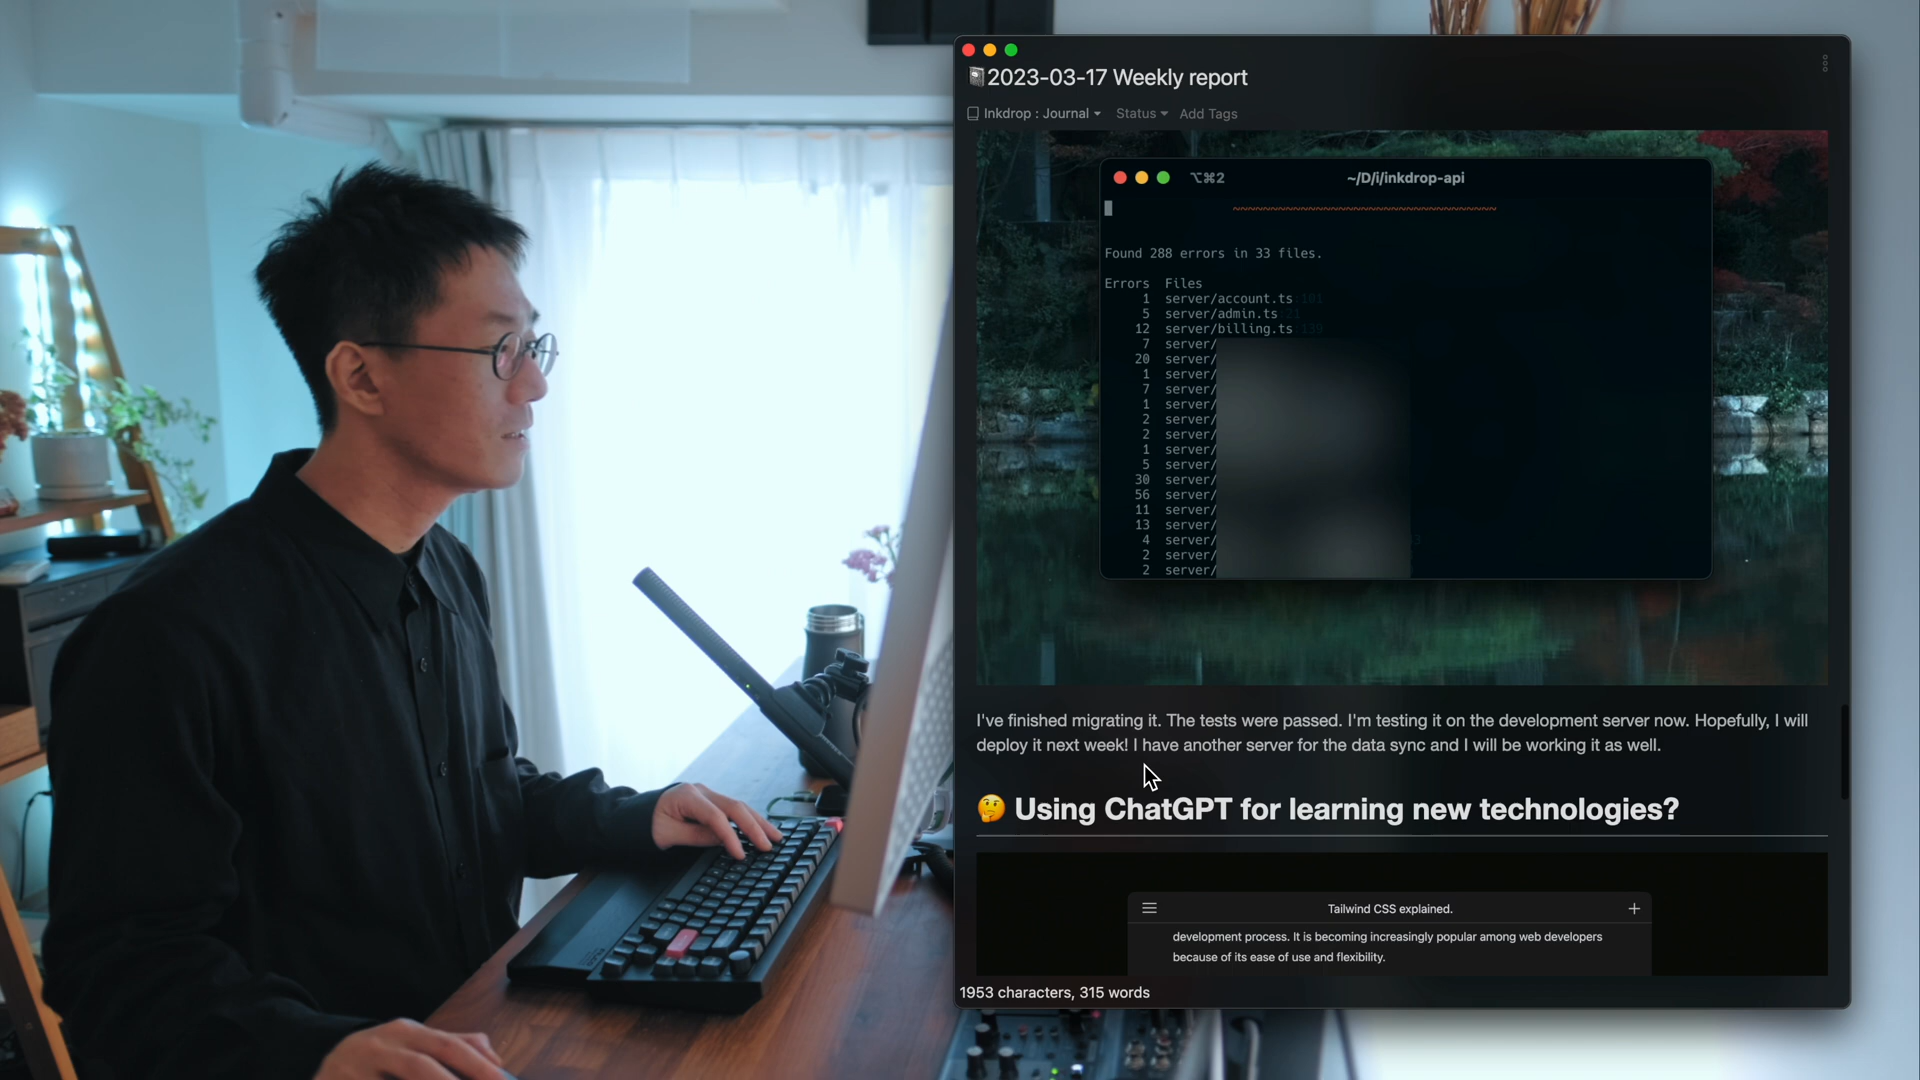 2023-03-17 Weekly report
Inkdrop : Journal Status Add Tags
⌥⌘2 ~/D/i/inkdrop-api
Found 288 errors in 33 files.
Errors Files
1 server/account.ts:101
5 server/admin.ts:21
12 server/billing.ts:139
7 server/
20 server/
1 server/
7 server/
1 server/
2 server/
2 server/
1 server/
5 server/
30 server/
56 server/
11 server/
13 server/
4 server/
2 server/
2 server/
I've finished migrating it. The tests were passed. I'm testing it on the development server now. Hopefully, I will
deploy it next week! I have another server for the data sync and I will be working it as well.
🤔 Using ChatGPT for learning new technologies?
Tailwind CSS explained.
development process. It is becoming increasingly popular among web developers
because of its ease of use and flexibility.
1953 characters, 315 words